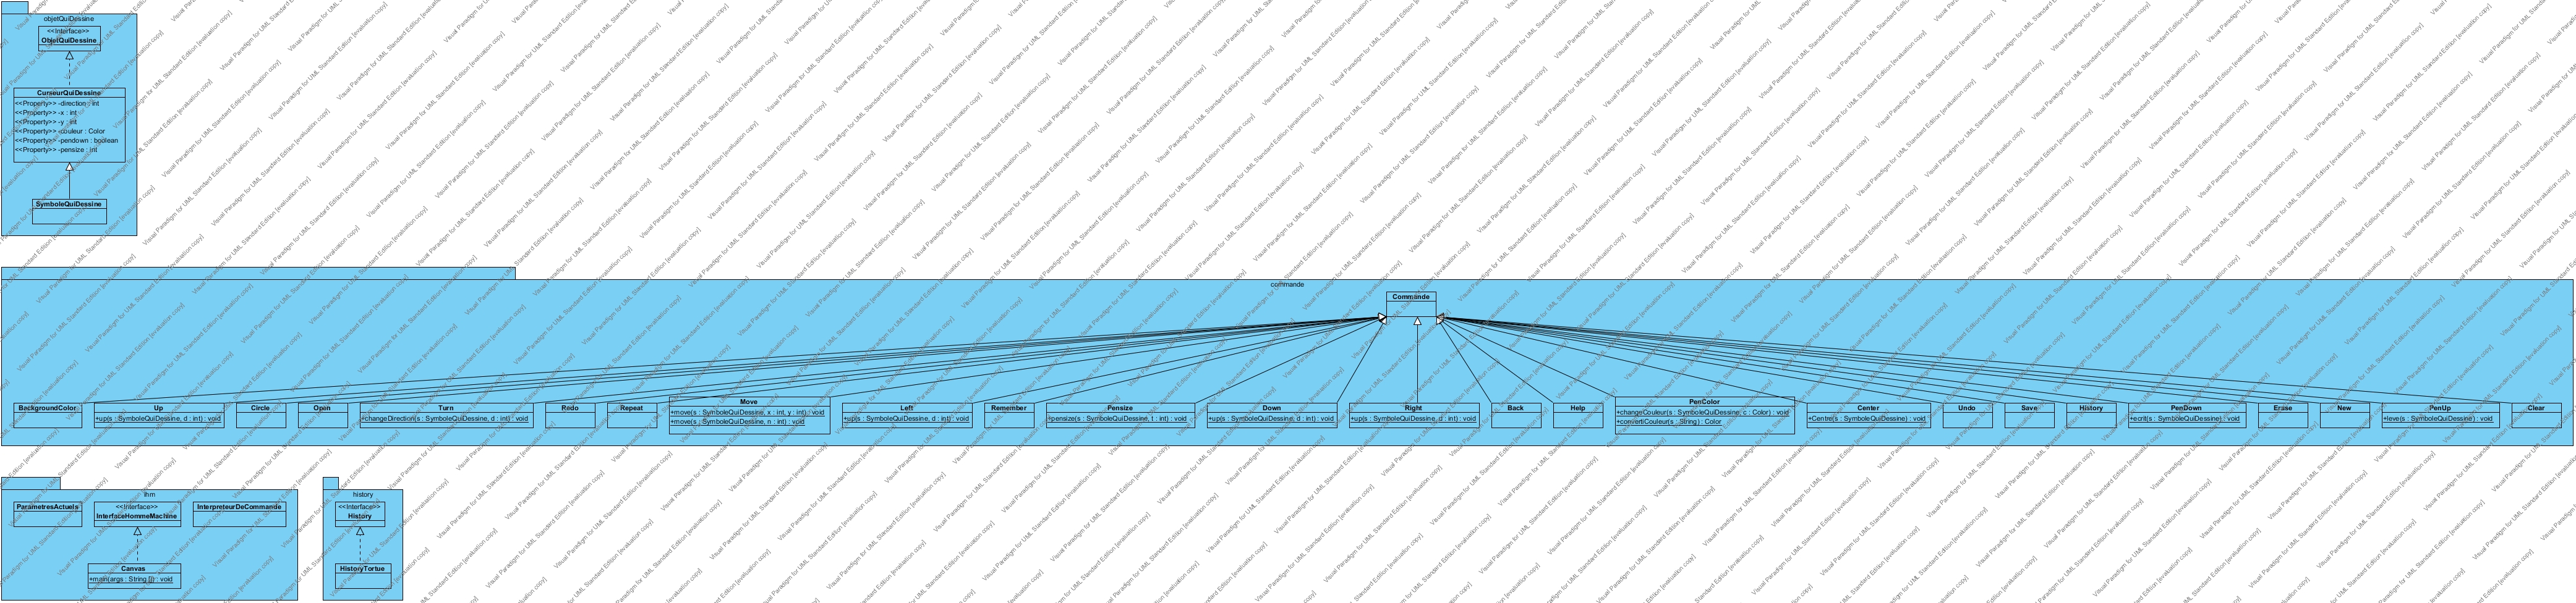 objetQuiDessine
<<Interface>>
ObjetQuiDessine
CurseurQuiDessine
<<Property>> -direction : int
<<Property>> -x : int
<<Property>> -y : int
<<Property>> -couleur : Color
<<Property>> -pendown : boolean
<<Property>> -pensize : int
SymboleQuiDessine
commande
Commande
BackgroundColor
Up
+up(s : SymboleQuiDessine, d : int) : void
Circle
Open
Turn
+changeDirection(s : SymboleQuiDessine, d : int) : void
Redo
Repeat
Move
+move(s : SymboleQuiDessine, x : int, y : int) : void
+move(s : SymboleQuiDessine, n : int) : void
Left
+up(s : SymboleQuiDessine, d : int) : void
Remember
Pensize
+pensize(s : SymboleQuiDessine, t : int) : void
Down
+up(s : SymboleQuiDessine, d : int) : void
Right
+up(s : SymboleQuiDessine, d : int) : void
Back
Help
PenColor
+changeCouleur(s : SymboleQuiDessine, c : Color) : void
+convertiCouleur(s : String) : Color
Center
+Centre(s : SymboleQuiDessine) : void
Undo
Save
History
PenDown
+ecrit(s : SymboleQuiDessine) : void
Erase
New
PenUp
+leve(s : SymboleQuiDessine) : void
Clear
ihm
ParametresActuels
<<Interface>>
InterfaceHommeMachine
InterpreteurDeCommande
Canvas
+main(args : String []) : void
history
<<Interface>>
History
HistoryTortue
Visual Paradigm for UML Standard Edition [evaluation copy]